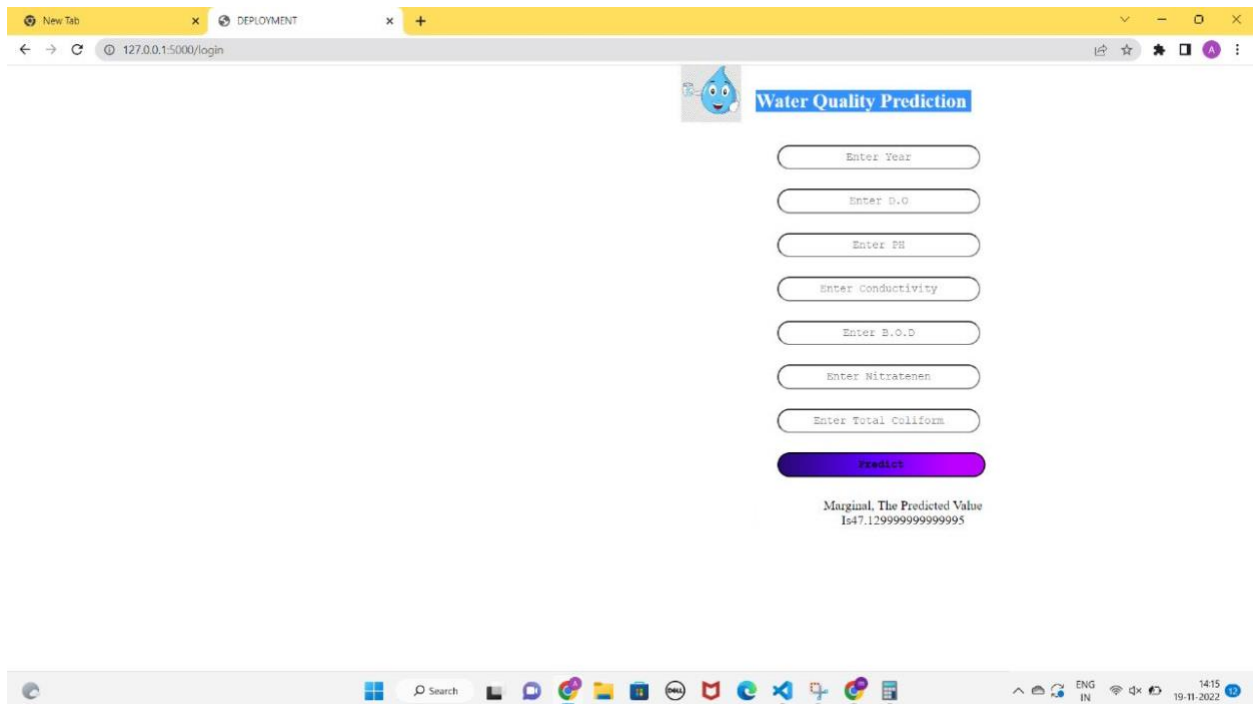 New Tab
DEPLOYMENT
127.0.0.1:5000/login
A
Water Quality Prediction
Enter Year
Enter D.O
Enter PH
Enter Conductivity
Enter B.O.D
Enter Nitratenen
Enter Total Coliform
Predict
Marginal, The Predicted Value
Is47.129999999999995
Search
DELL
ENG
IN
14:15
19-11-2022
12